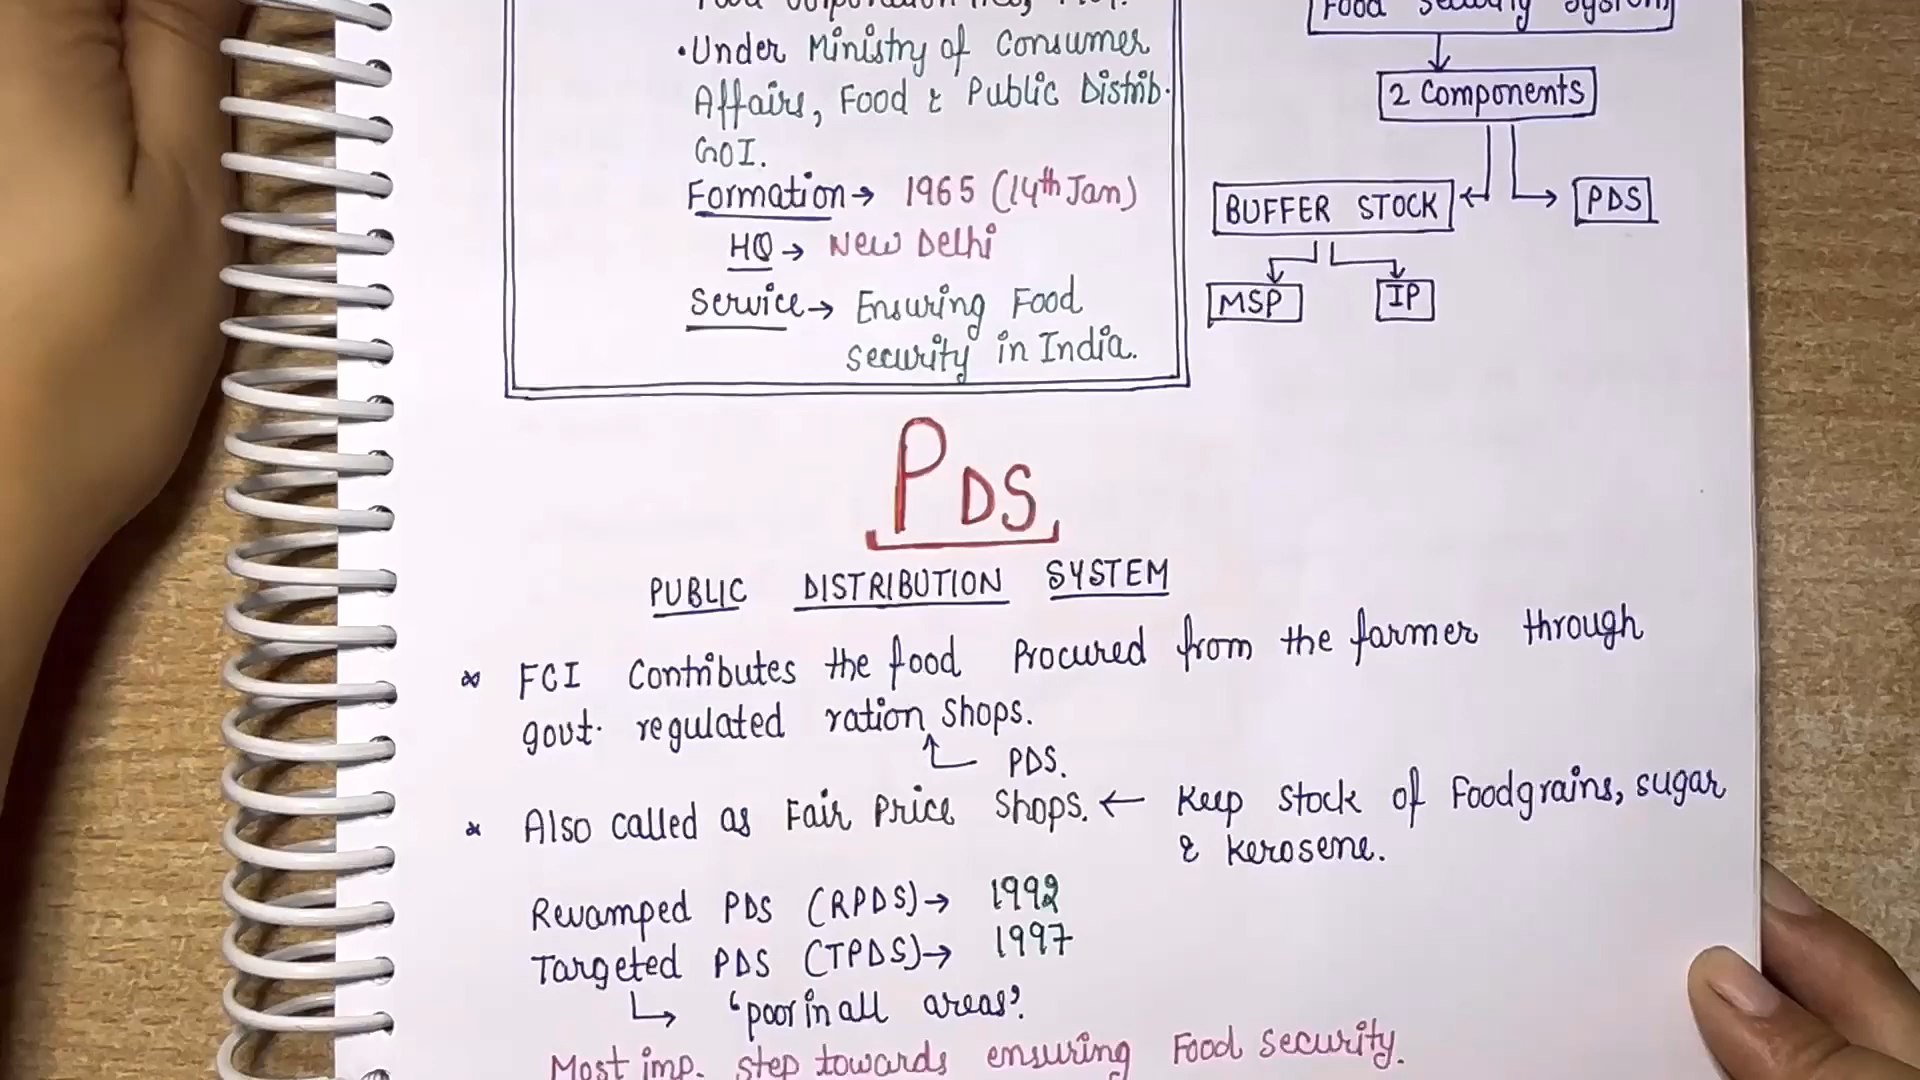 •Under Ministry of Consumer
Affairs, Food & Public Distrib.
GOI.
Formation → 1965 (14th Jan)
HQ → New Delhi
Service → Ensuring Food
security in India.
Food Security System
2 Components
BUFFER STOCK
PDS
MSP
IP
PDS
PUBLIC DISTRIBUTION SYSTEM
* FCI Contributes the food Procured from the farmer through
govt. regulated ration shops.
PDS.
* Also called as Fair Price Shops. ← Keep stock of Foodgrains, sugar
& kerosene.
Revamped PDS (RPDS) → 1992
Targeted PDS (TPDS) → 1997
↳ 'poor in all areas'.
Most imp. step towards ensuring Food security.